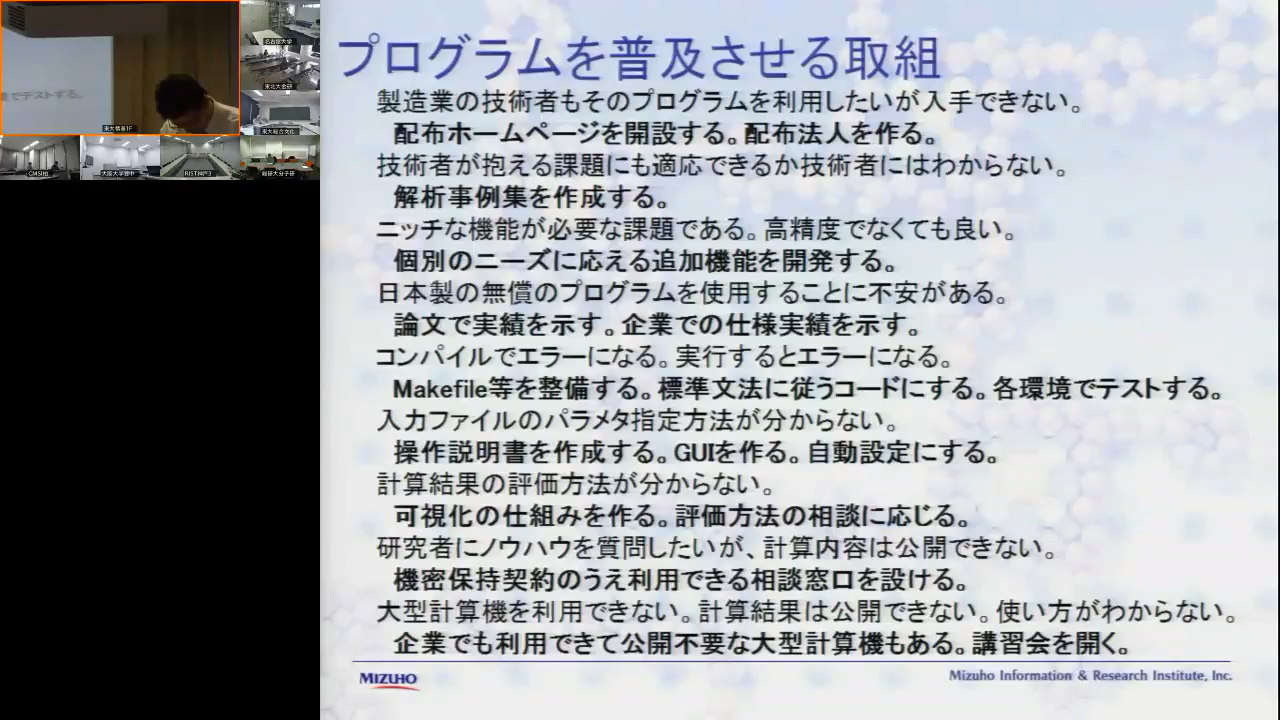 プログラムを普及させる取組
製造業の技術者もそのプログラムを利用したいが入手できない。
配布ホームページを開設する。配布法人を作る。
技術者が抱える課題にも適応できるか技術者にはわからない。
解析事例集を作成する。
ニッチな機能が必要な課題である。高精度でなくても良い。
個別のニーズに応える追加機能を開発する。
日本製の無償のプログラムを使用することに不安がある。
論文で実績を示す。企業での仕様実績を示す。
コンパイルでエラーになる。実行するとエラーになる。
Makefile等を整備する。標準文法に従うコードにする。各環境でテストする。
入力ファイルのパラメタ指定方法が分からない。
操作説明書を作成する。GUIを作る。自動設定にする。
計算結果の評価方法が分からない。
可視化の仕組みを作る。評価方法の相談に応じる。
研究者にノウハウを質問したいが、計算内容は公開できない。
機密保持契約のうえ利用できる相談窓口を設ける。
大型計算機を利用できない。計算結果は公開できない。使い方がわからない。
企業でも利用できて公開不要な大型計算機もある。講習会を開く。
MIZUHO
Mizuho Information & Research Institute, Inc.
でテストする。
名古屋大学
東北大金研
東大総合文化
CMSI柏
RIST神戸3
総研大分子研